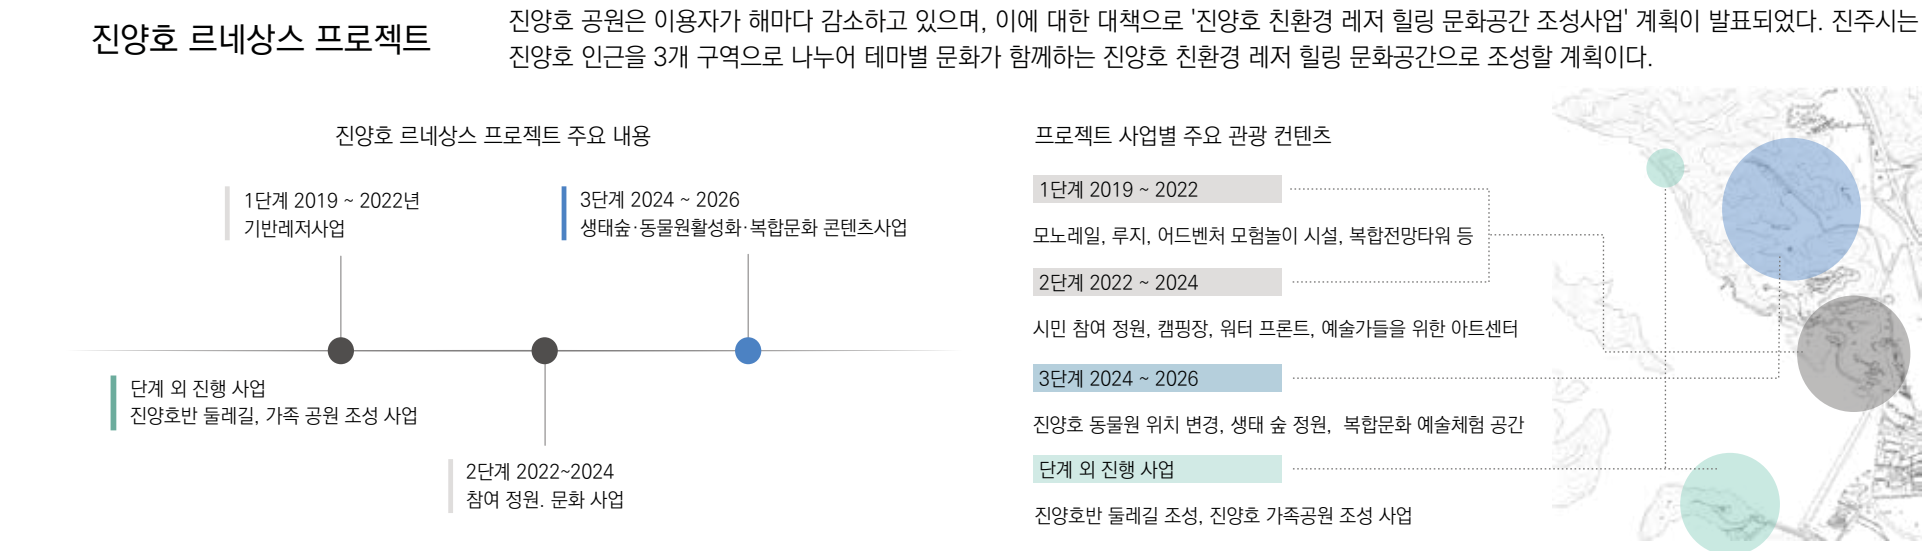 진양호 르네상스 프로젝트
진양호 공원은 이용자가 해마다 감소하고 있으며, 이에 대한 대책으로 '진양호 친환경 레저 힐링 문화공간 조성사업' 계획이 발표되었다. 진주시는
진양호 인근을 3개 구역으로 나누어 테마별 문화가 함께하는 진양호 친환경 레저 힐링 문화공간으로 조성할 계획이다.
진양호 르네상스 프로젝트 주요 내용
1단계 2019 ~ 2022년
기반레저사업
3단계 2024 ~ 2026
생태숲·동물원활성화·복합문화 콘텐츠사업
단계 외 진행 사업
진양호반 둘레길, 가족 공원 조성 사업
2단계 2022~2024
참여 정원. 문화 사업
프로젝트 사업별 주요 관광 컨텐츠
1단계 2019 ~ 2022
모노레일, 루지, 어드벤처 모험놀이 시설, 복합전망타워 등
2단계 2022 ~ 2024
시민 참여 정원, 캠핑장, 워터 프론트, 예술가들을 위한 아트센터
3단계 2024 ~ 2026
진양호 동물원 위치 변경, 생태 숲 정원, 복합문화 예술체험 공간
단계 외 진행 사업
진양호반 둘레길 조성, 진양호 가족공원 조성 사업